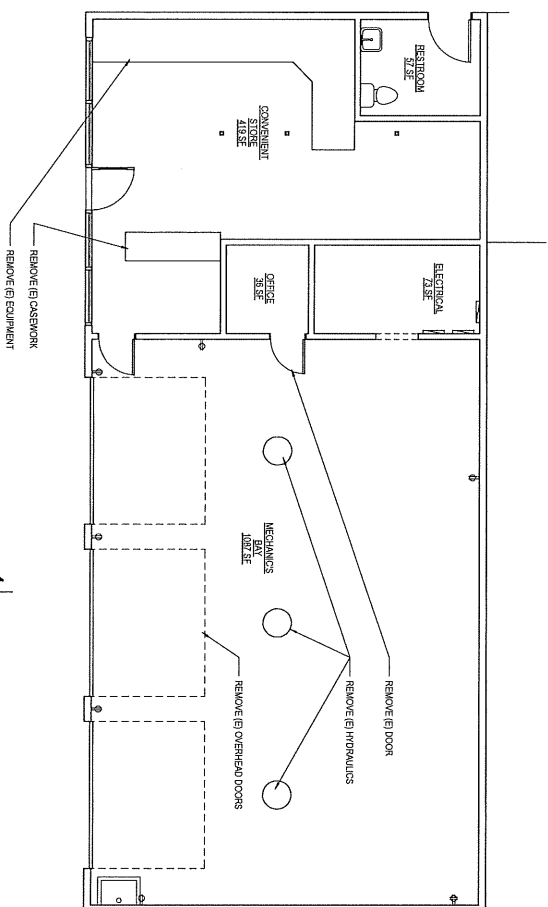 RESTROOM
57 SF
CONVENIENT
STORE
419 SF
ELECTRICAL
73 SF
OFFICE
36 SF
MECHANIC'S
BAY
1087 SF
REMOVE (E) DOOR
REMOVE (E) HYDRAULICS
REMOVE (E) OVERHEAD DOORS
REMOVE (E) CASEWORK
REMOVE (E) EQUIPMENT